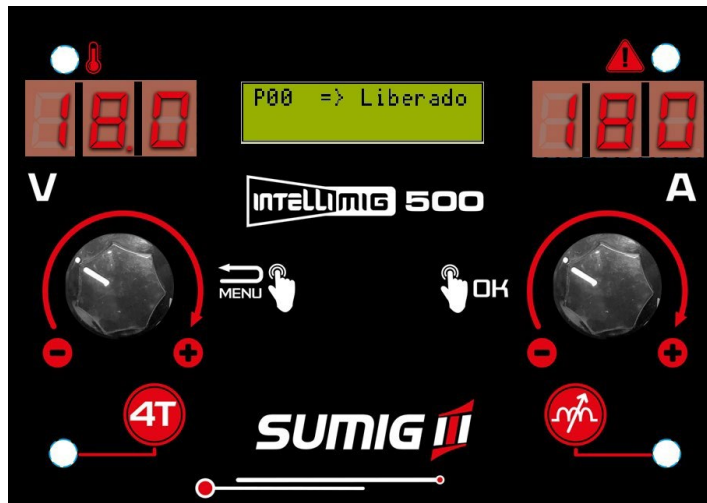 18.0
P00 => Liberado
180
V
INTELLIMIG 500
A
MENU
OK
4T
SUMIG